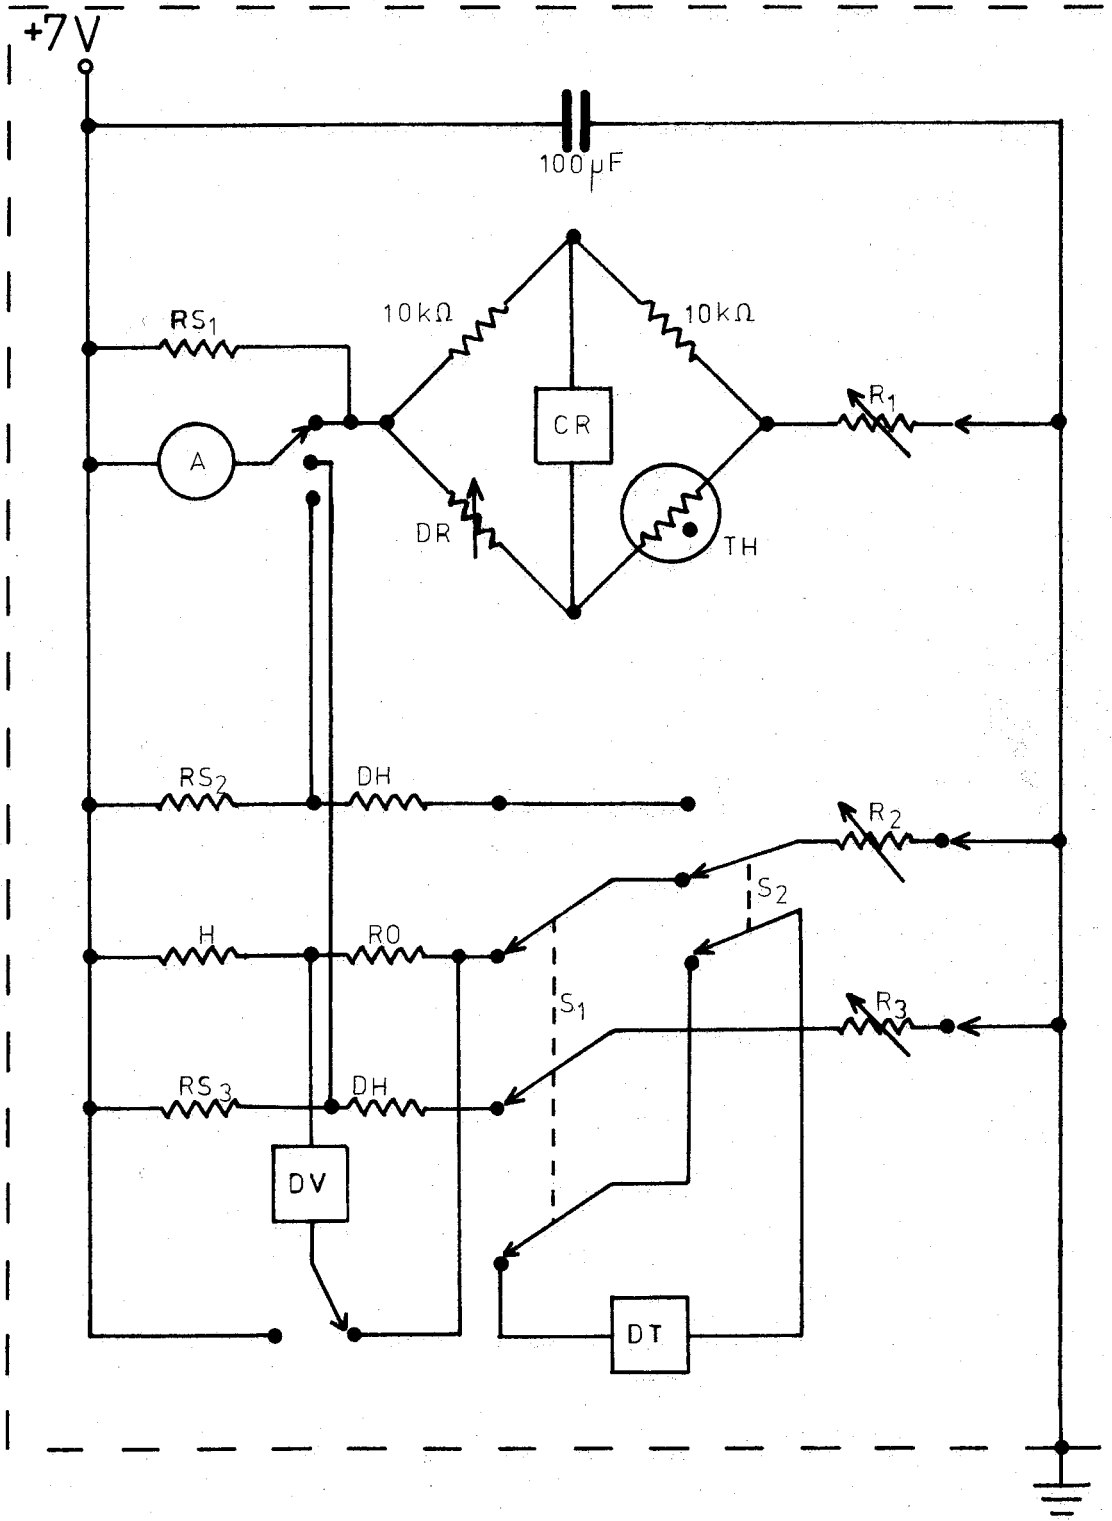 +7V
100µF
10kΩ
10kΩ
RS1
R1
CR
A
DR
TH
RS2
DH
R2
S2
H
RO
S1
R3
RS3
DH
DV
DT